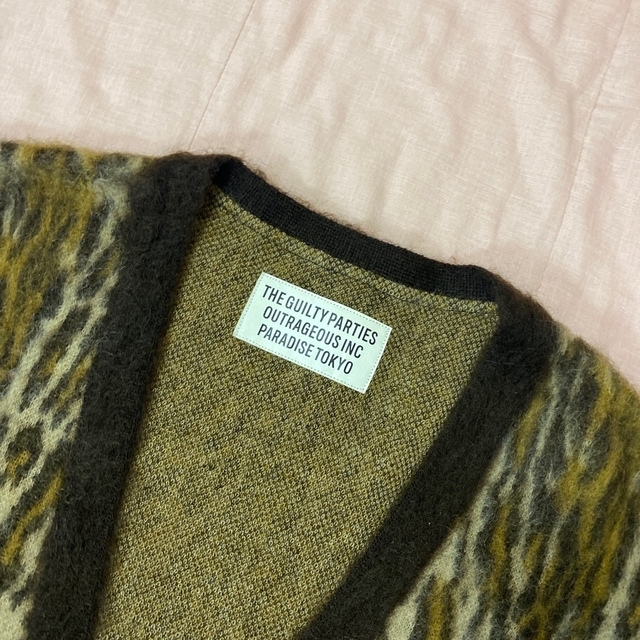 THE GUILTY PARTIES
OUTRAGEOUS INC
PARADISE TOKYO